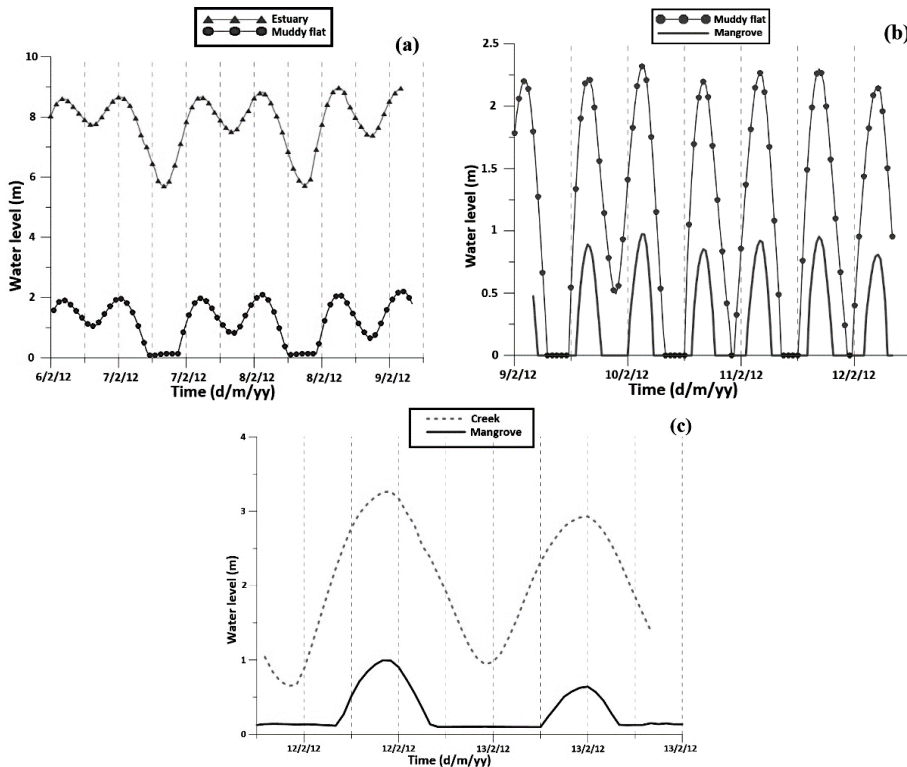 Estuary
Muddy flat
(a)
10
8
6
4
2
0
Water level (m)
6/2/12 7/2/12 7/2/12 8/2/12 8/2/12 9/2/12
Time (d/m/yy)
Muddy flat
Mangrove
(b)
2.5
2
1.5
1
0.5
0
Water level (m)
9/2/12 10/2/12 11/2/12 12/2/12
Time (d/m/yy)
Creek
Mangrove
(c)
4
3
2
1
0
Water level (m)
12/2/12 12/2/12 13/2/12 13/2/12 13/2/12
Time (d/m/yy)